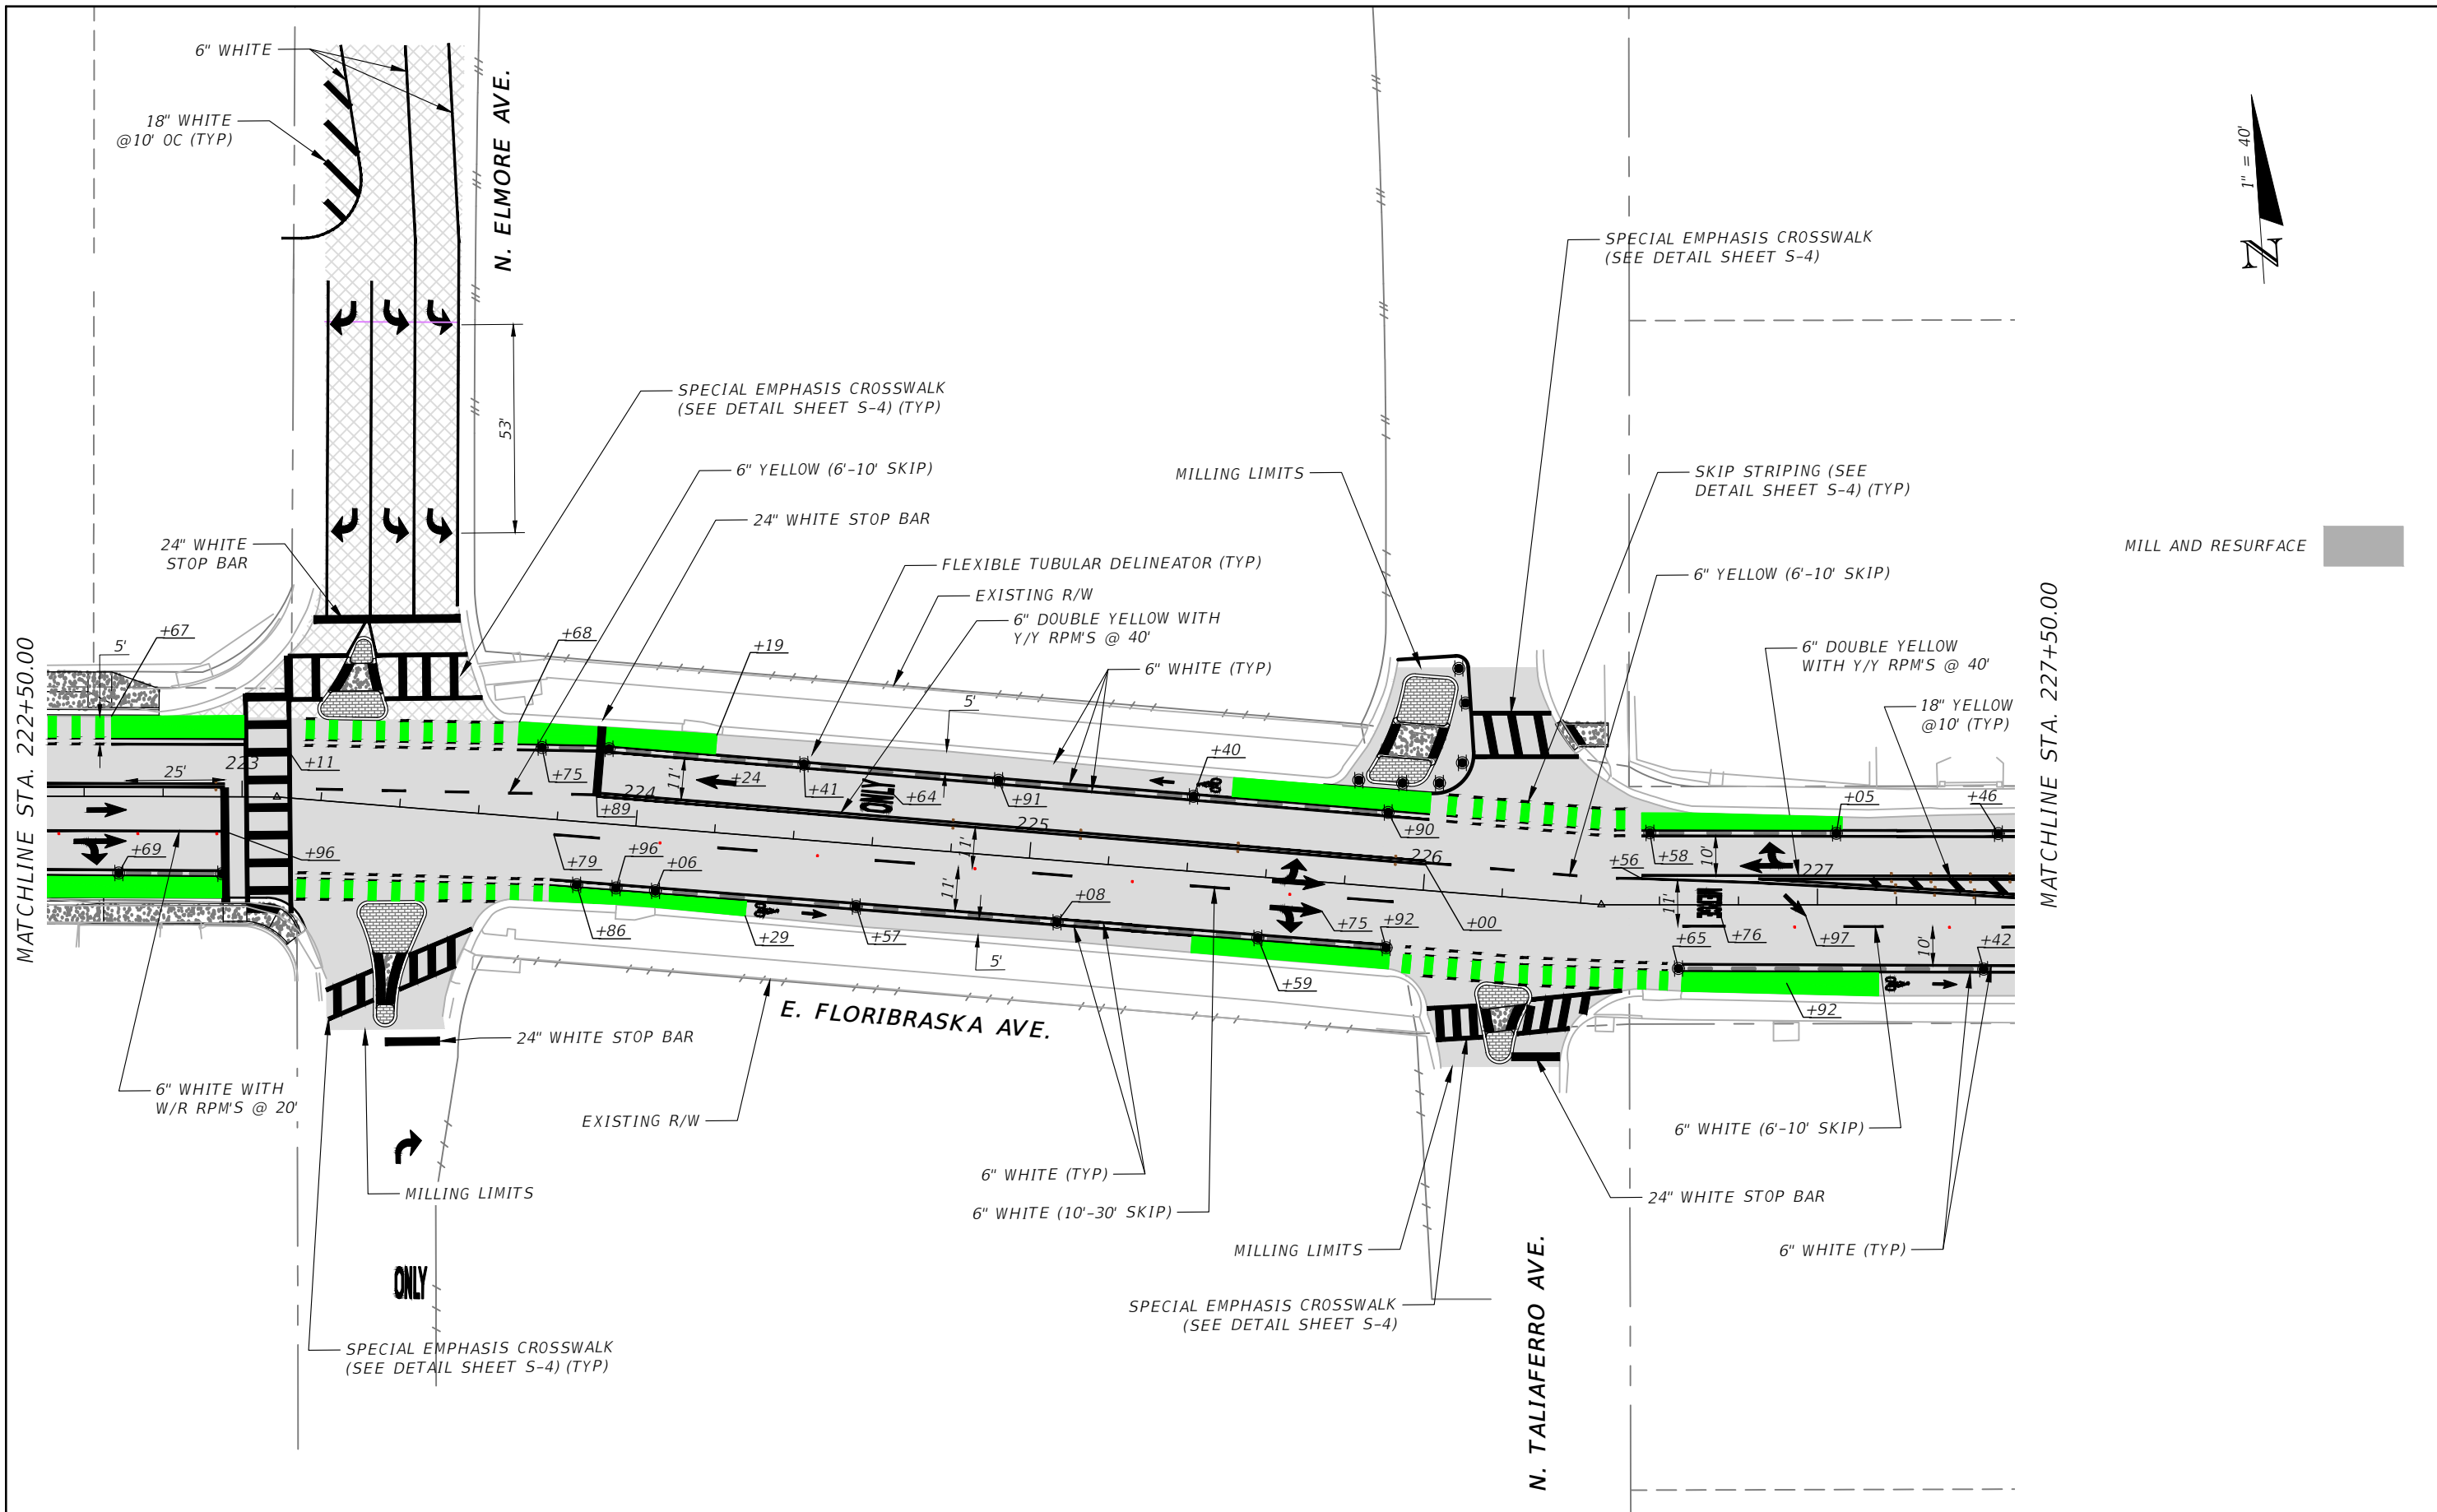 6" WHITE
18" WHITE
@10' OC (TYP)
N. ELMORE AVE.
1" = 40'
N
SPECIAL EMPHASIS CROSSWALK
(SEE DETAIL SHEET S-4)
53'
SPECIAL EMPHASIS CROSSWALK
(SEE DETAIL SHEET S-4) (TYP)
6" YELLOW (6'-10' SKIP)
24" WHITE STOP BAR
MILLING LIMITS
SKIP STRIPING (SEE
DETAIL SHEET S-4) (TYP)
24" WHITE
STOP BAR
FLEXIBLE TUBULAR DELINEATOR (TYP)
EXISTING R/W
6" DOUBLE YELLOW WITH
Y/Y RPM'S @ 40'
6" WHITE (TYP)
6" YELLOW (6'-10' SKIP)
MILL AND RESURFACE
6" DOUBLE YELLOW
WITH Y/Y RPM'S @ 40'
18" YELLOW
@10' (TYP)
MATCHLINE STA. 222+50.00
MATCHLINE STA. 227+50.00
5'
+67
+68
+19
5'
+40
223
+11
25'
+75
11'
+24
+41
ONLY
+64
+91
+90
+05
+46
224
+89
225
226
227
+69
+96
+79
+96
+06
11'
11'
+08
+56
+58
10'
11'
+86
+29
+57
5'
+59
+75
+92
+00
+65
+76
+97
10'
+42
+92
E. FLORIBRASKA AVE.
24" WHITE STOP BAR
6" WHITE WITH
W/R RPM'S @ 20'
EXISTING R/W
MILLING LIMITS
ONLY
SPECIAL EMPHASIS CROSSWALK
(SEE DETAIL SHEET S-4) (TYP)
6" WHITE (TYP)
6" WHITE (10'-30' SKIP)
MILLING LIMITS
SPECIAL EMPHASIS CROSSWALK
(SEE DETAIL SHEET S-4)
N. TALIAFERRO AVE.
6" WHITE (6'-10' SKIP)
24" WHITE STOP BAR
6" WHITE (TYP)